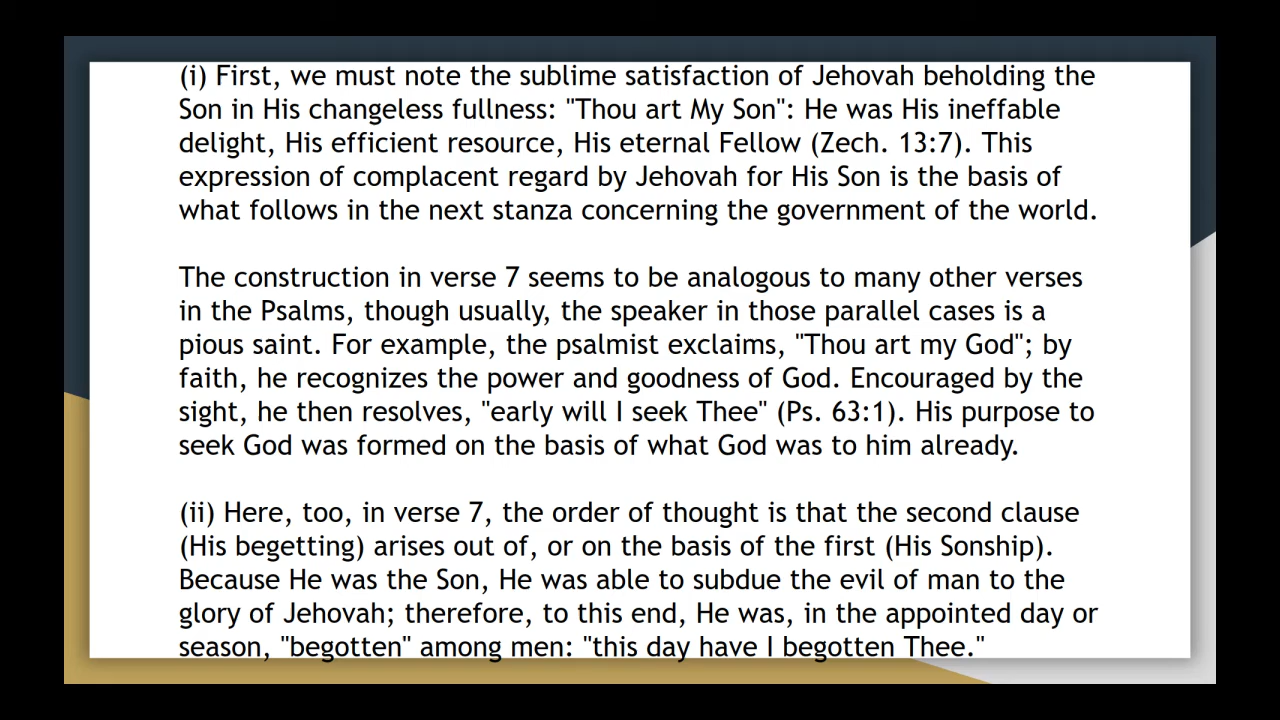 (i) First, we must note the sublime satisfaction of Jehovah beholding the
Son in His changeless fullness: "Thou art My Son": He was His ineffable
delight, His efficient resource, His eternal Fellow (Zech. 13:7). This
expression of complacent regard by Jehovah for His Son is the basis of
what follows in the next stanza concerning the government of the world.
The construction in verse 7 seems to be analogous to many other verses
in the Psalms, though usually, the speaker in those parallel cases is a
pious saint. For example, the psalmist exclaims, "Thou art my God"; by
faith, he recognizes the power and goodness of God. Encouraged by the
sight, he then resolves, "early will I seek Thee" (Ps. 63:1). His purpose to
seek God was formed on the basis of what God was to him already.
(ii) Here, too, in verse 7, the order of thought is that the second clause
(His begetting) arises out of, or on the basis of the first (His Sonship).
Because He was the Son, He was able to subdue the evil of man to the
glory of Jehovah; therefore, to this end, He was, in the appointed day or
season, "begotten" among men: "this day have I begotten Thee."